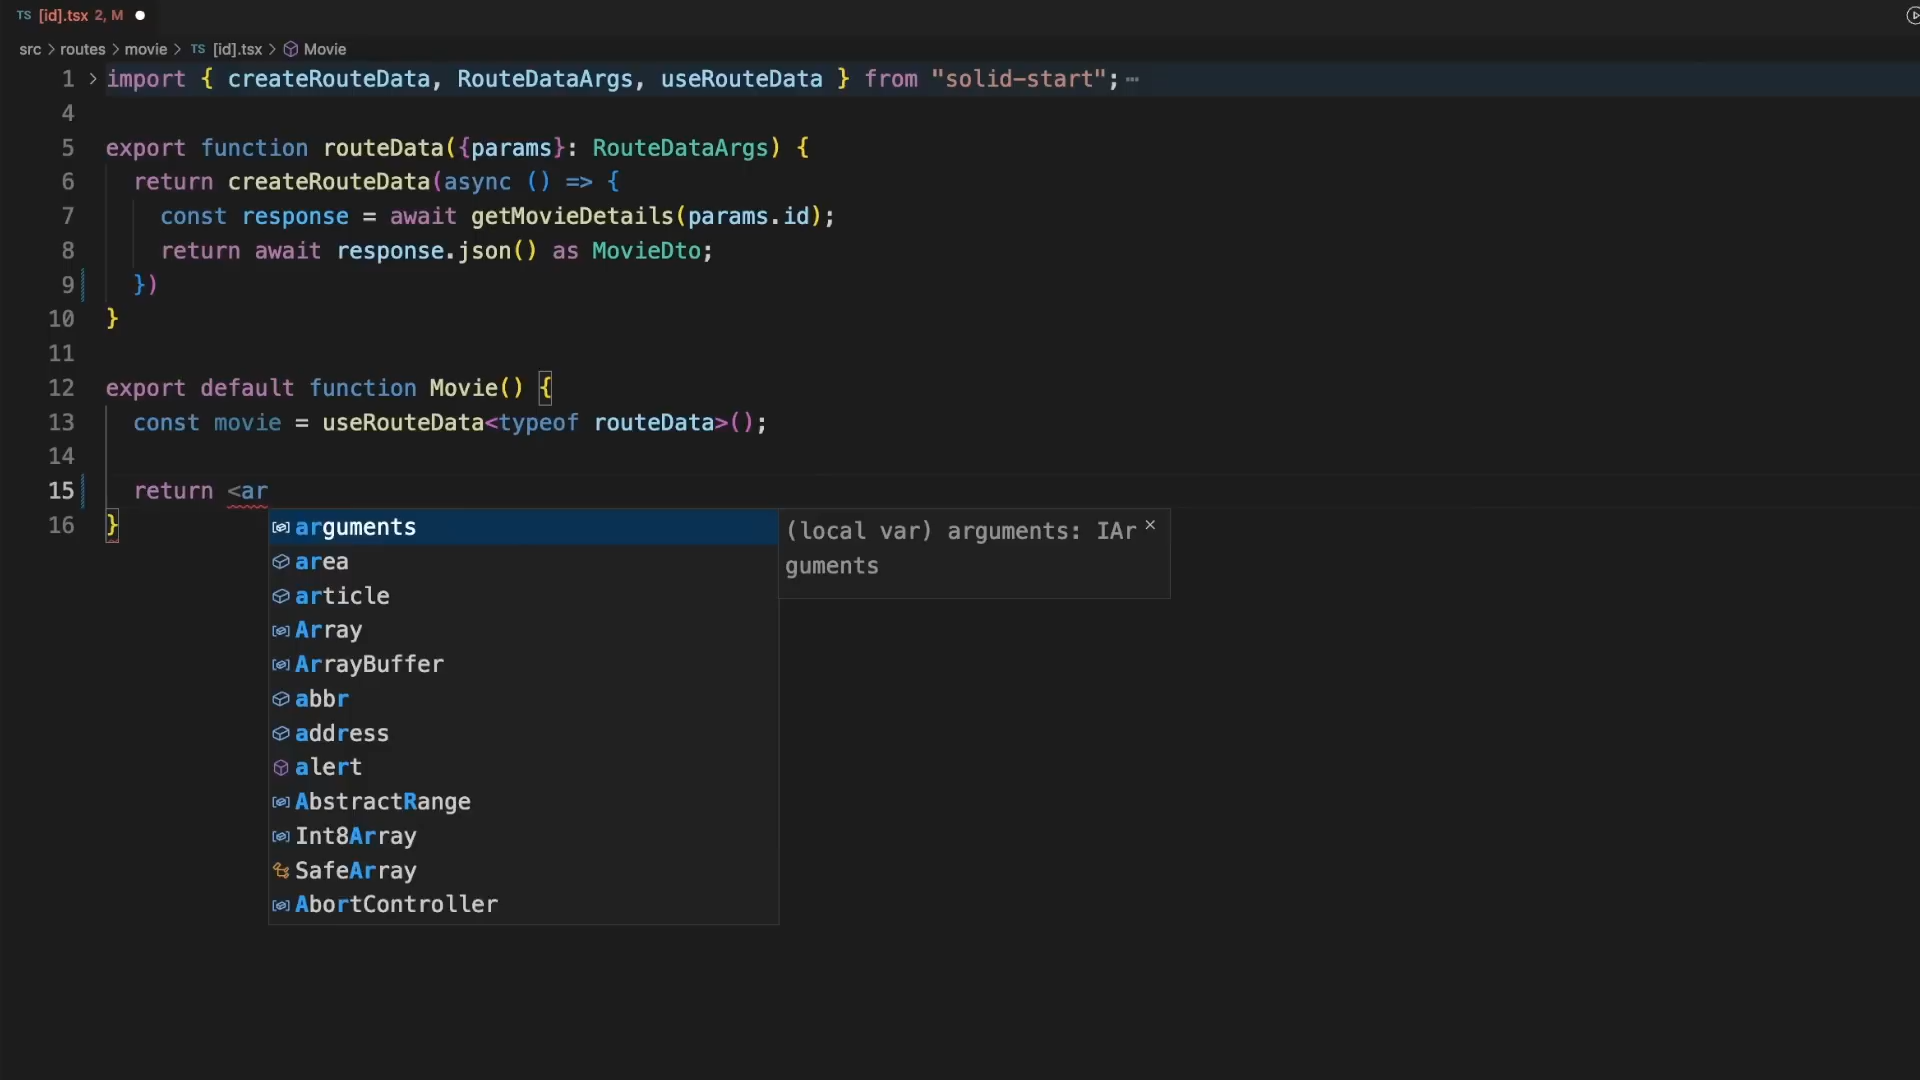 TS [id].tsx 2, M
src > routes > movie > TS [id].tsx > Movie
1 import { createRouteData, RouteDataArgs, useRouteData } from "solid-start";
4
5 export function routeData({params}: RouteDataArgs) {
6 return createRouteData(async () => {
7 const response = await getMovieDetails(params.id);
8 return await response.json() as MovieDto;
9 })
10 }
11
12 export default function Movie() {
13 const movie = useRouteData<typeof routeData>();
14
15 return <ar
16 }
arguments
(local var) arguments: IAr
guments
area
article
Array
ArrayBuffer
abbr
address
alert
AbstractRange
Int8Array
SafeArray
AbortController